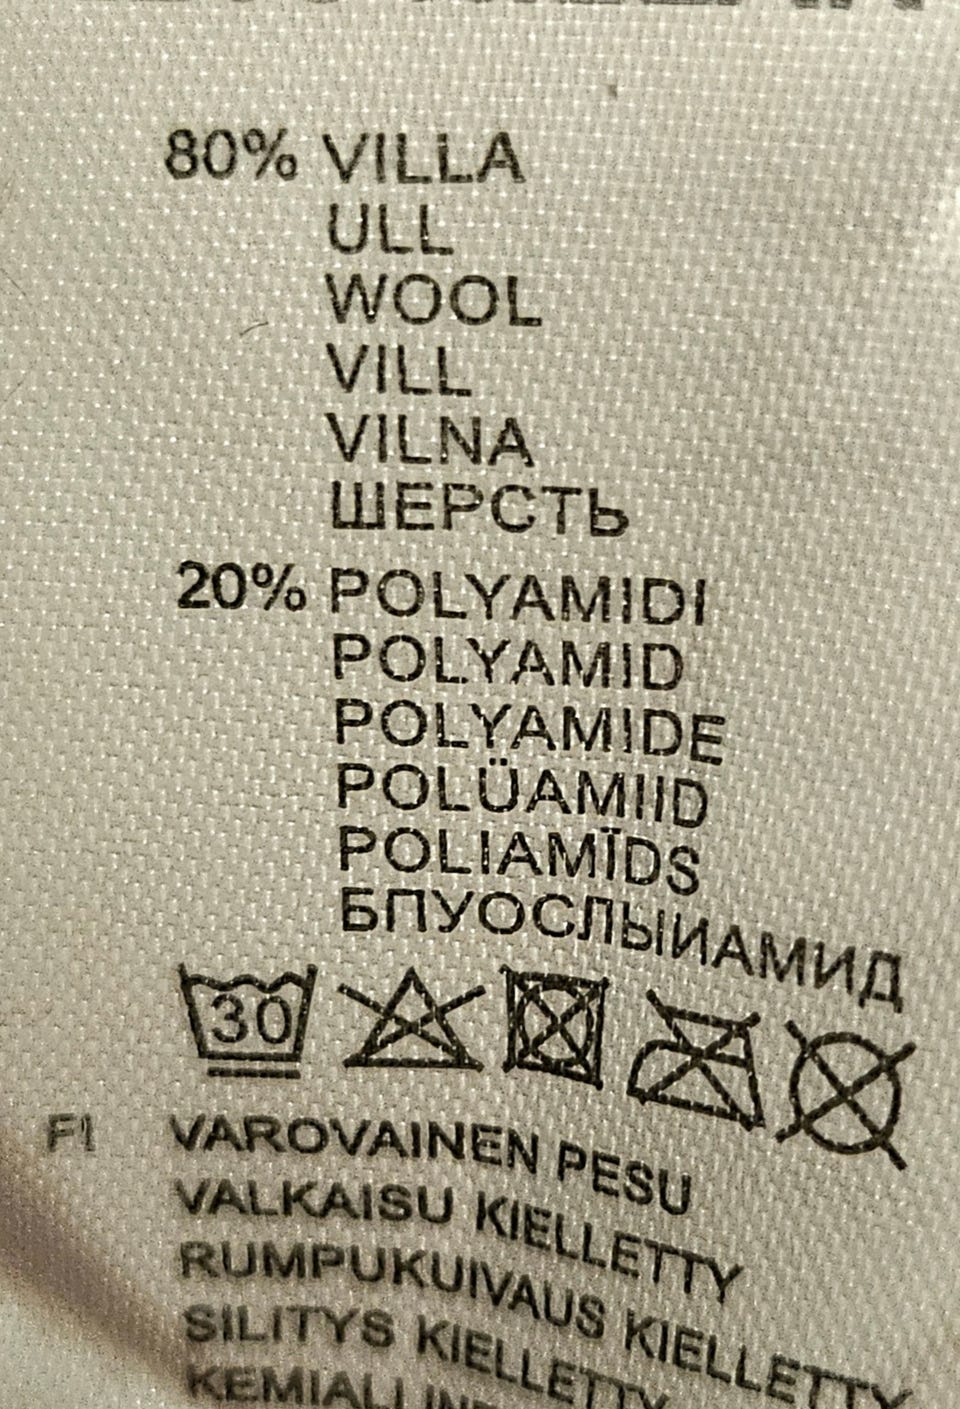 80% VILLA
ULL
WOOL
VILL
VILNA
ШЕРСТЬ
20% POLYAMIDI
POLYAMID
POLYAMIDE
POLÜAMIID
POLIAMĪDS
БПУОСЛЫИАМИД
30
FI VAROVAINEN PESU
VALKAISU KIELLETTY
RUMPUKUIVAUS KIELLETTY
SILITYS KIELLETTY